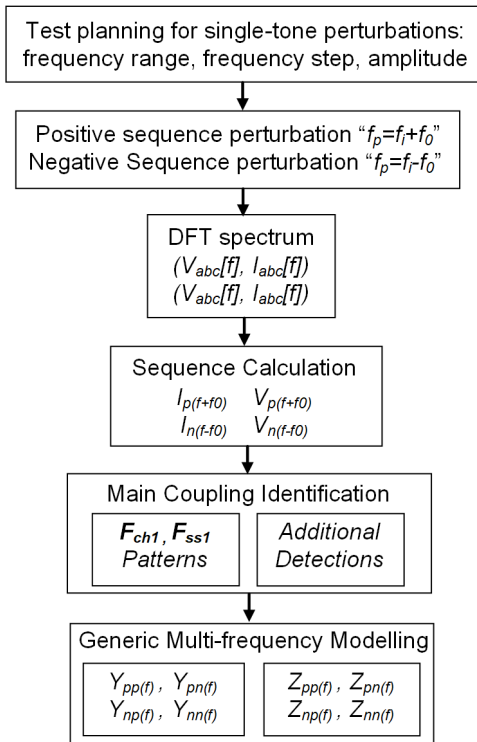 Test planning for single-tone perturbations:
frequency range, frequency step, amplitude
Positive sequence perturbation “fp=fi+f0”
Negative Sequence perturbation “fp=fi-f0”
DFT spectrum
(Vabc[f], Iabc[f])
(Vabc[f], Iabc[f])
Sequence Calculation
Ip(f+f0) Vp(f+f0)
In(f-f0) Vn(f-f0)
Main Coupling Identification
Fch1, Fss1
Patterns
Additional
Detections
Generic Multi-frequency Modelling
Ypp(f), Ypn(f)
Ynp(f), Ynn(f)
Zpp(f), Zpn(f)
Znp(f), Znn(f)